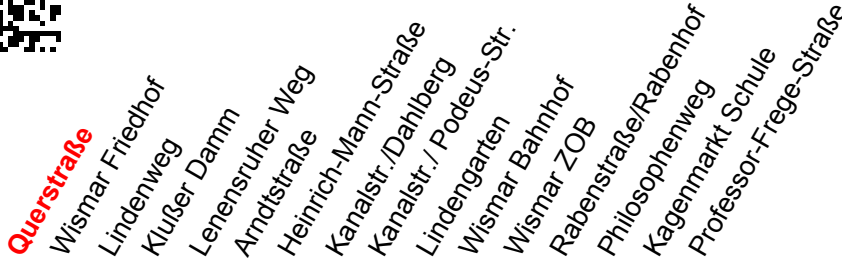 Querstraße
Wismar Friedhof
Lindenweg
Klußer Damm
Lenensruher Weg
Arndtstraße
Heinrich-Mann-Straße
Kanalstr./Dahlberg
Kanalstr./ Podeus-Str.
Lindengarten
Wismar Bahnhof
Wismar ZOB
Rabenstraße/Rabenhof
Philosophenweg
Kagenmarkt Schule
Professor-Frege-Straße